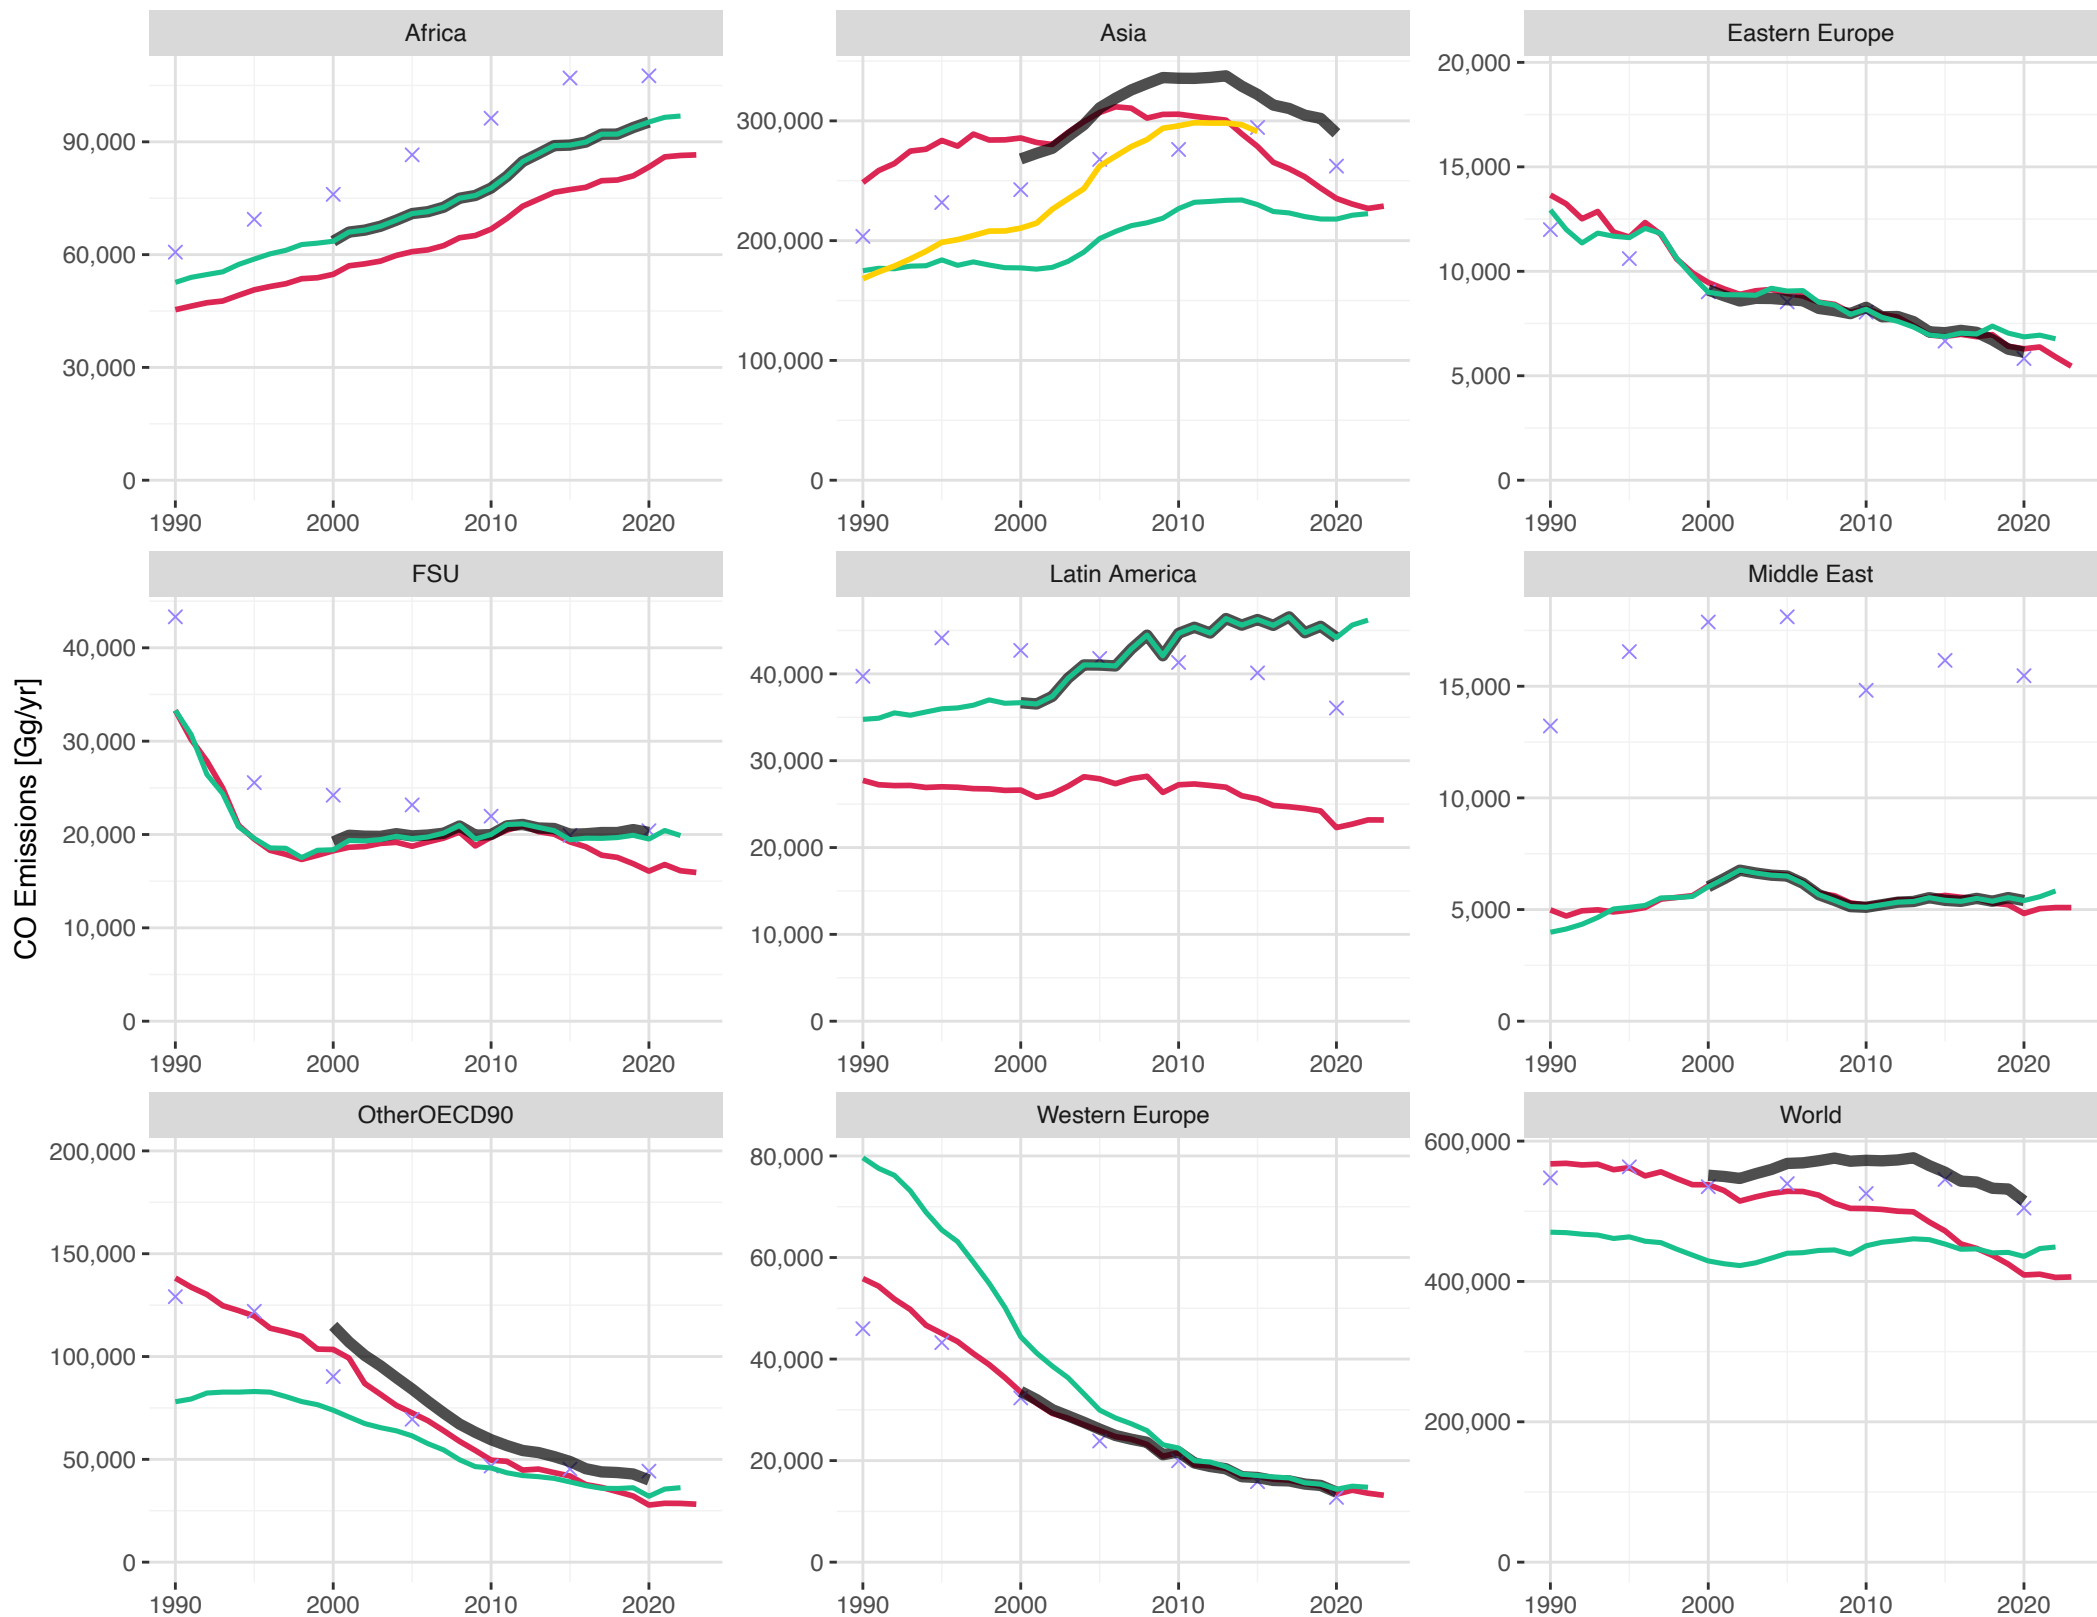 Africa
Asia
Eastern Europe
90,000
60,000
30,000
0
1990 2000 2010 2020
300,000
200,000
100,000
0
1990 2000 2010 2020
20,000
15,000
10,000
5,000
0
1990 2000 2010 2020
CO Emissions [Gg/yr]
FSU
Latin America
Middle East
40,000
30,000
20,000
10,000
0
1990 2000 2010 2020
40,000
30,000
20,000
10,000
0
1990 2000 2010 2020
15,000
10,000
5,000
0
1990 2000 2010 2020
OtherOECD90
Western Europe
World
200,000
150,000
100,000
50,000
0
1990 2000 2010 2020
80,000
60,000
40,000
20,000
0
1990 2000 2010 2020
600,000
400,000
200,000
0
1990 2000 2010 2020